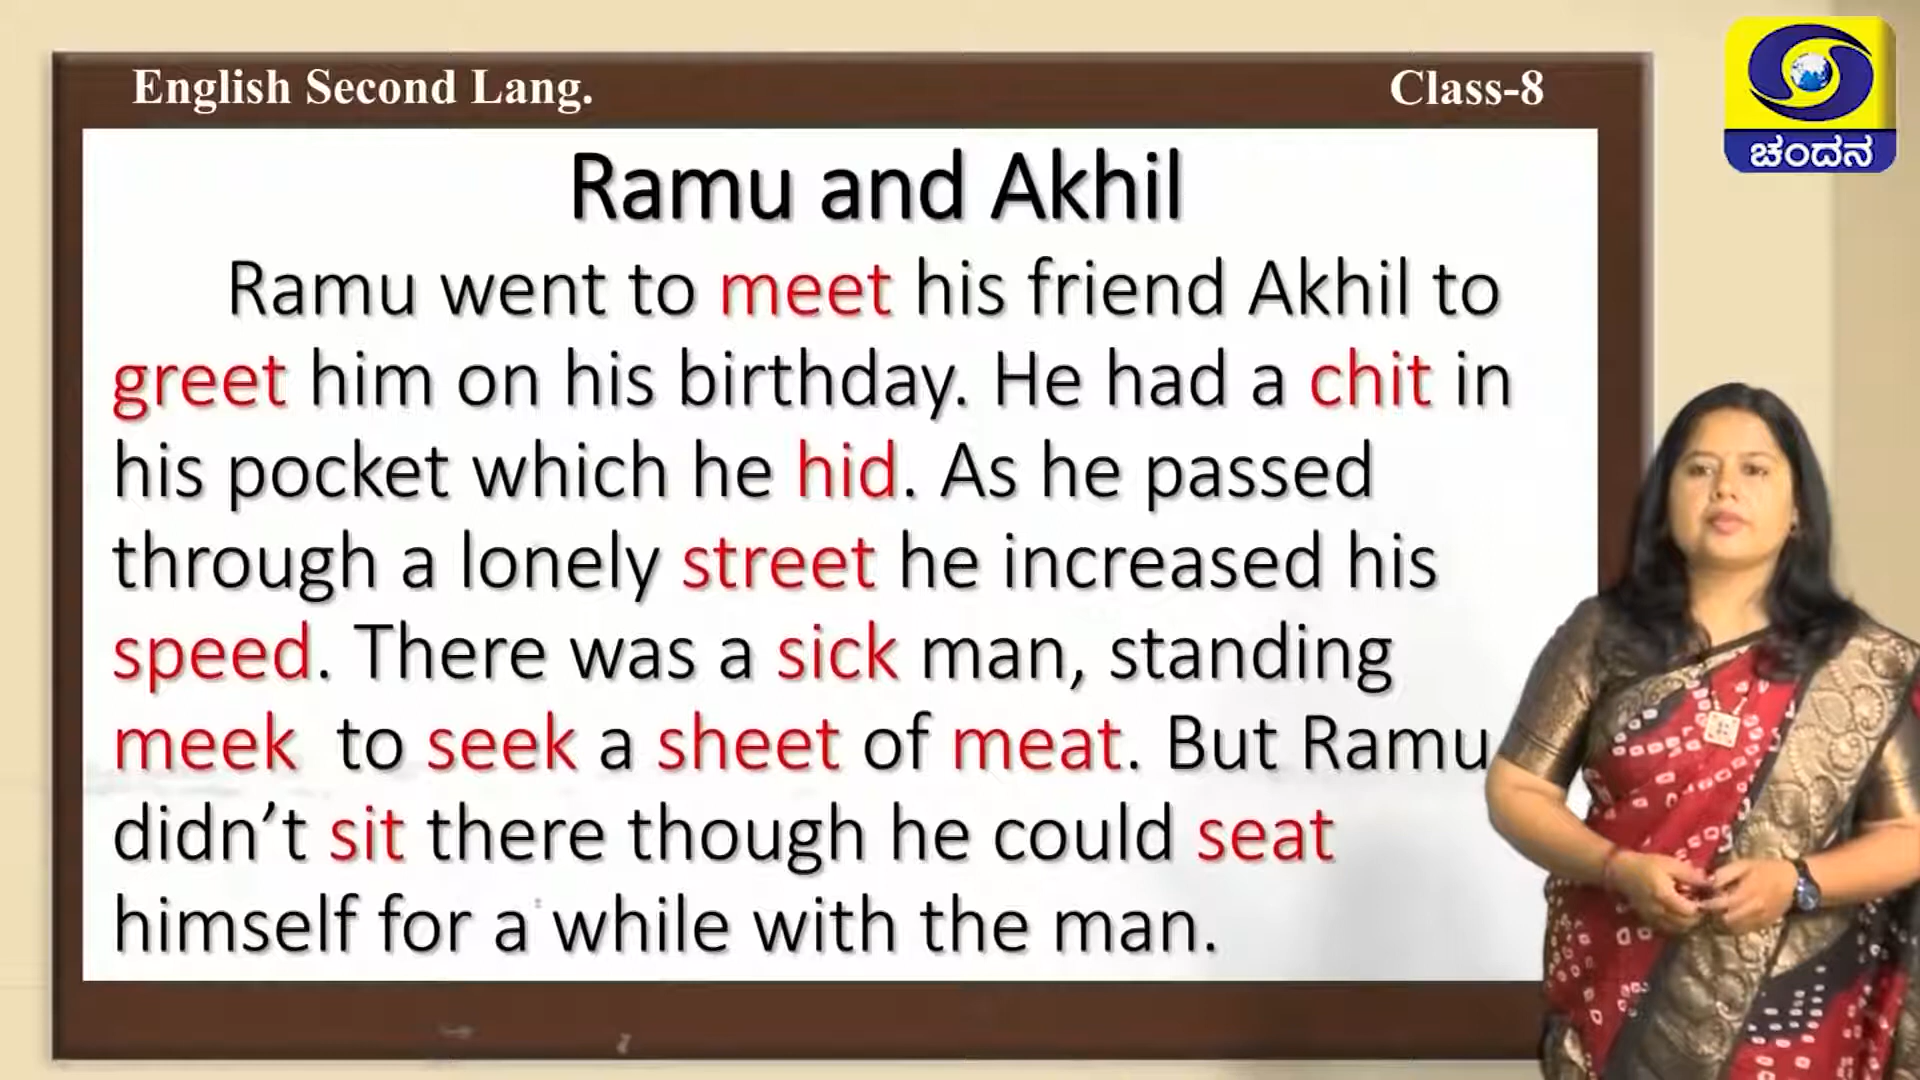 English Second Lang.
Class-8
ಚಂದನ
Ramu and Akhil
Ramu went to meet his friend Akhil to
greet him on his birthday. He had a chit in
his pocket which he hid. As he passed
through a lonely street he increased his
speed. There was a sick man, standing
meek to seek a sheet of meat. But Ramu
didn’t sit there though he could seat
himself for a while with the man.